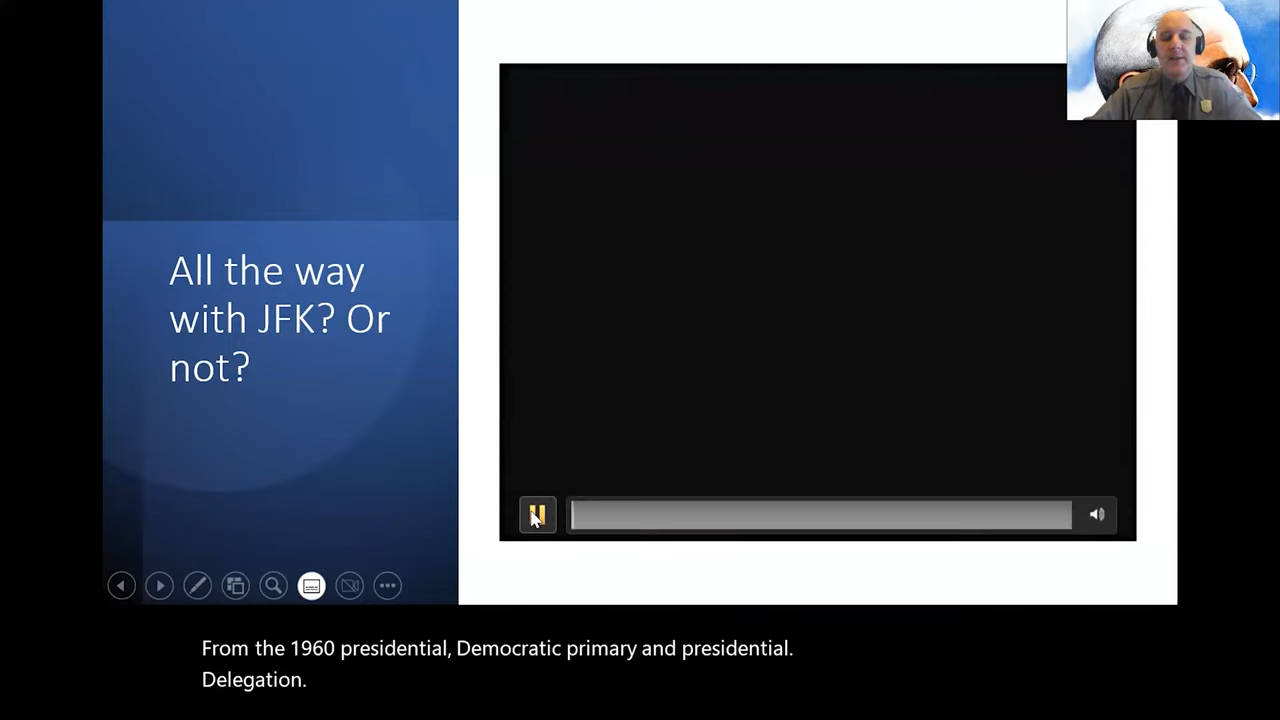 All the way
with JFK? Or
not?
From the 1960 presidential, Democratic primary and presidential.
Delegation.